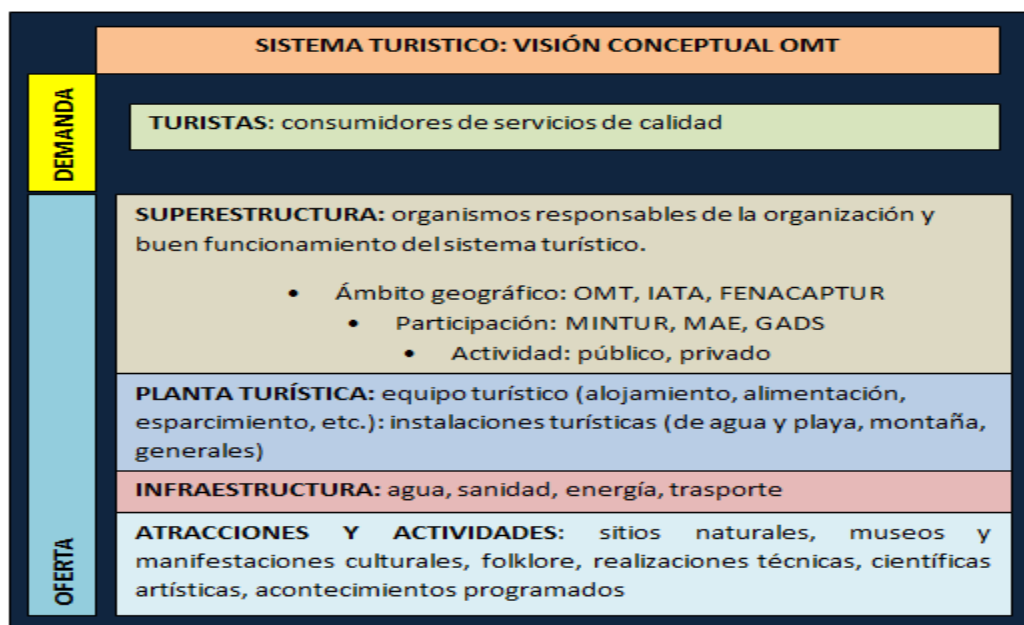 SISTEMA TURISTICO: VISIÓN CONCEPTUAL OMT
DEMANDA
TURISTAS: consumidores de servicios de calidad
OFERTA
SUPERESTRUCTURA: organismos responsables de la organización y
buen funcionamiento del sistema turístico.
• Ámbito geográfico: OMT, IATA, FENACAPTUR
• Participación: MINTUR, MAE, GADS
• Actividad: público, privado
PLANTA TURÍSTICA: equipo turístico (alojamiento, alimentación,
esparcimiento, etc.): instalaciones turísticas (de agua y playa, montaña,
generales)
INFRAESTRUCTURA: agua, sanidad, energía, trasporte
ATRACCIONES Y ACTIVIDADES: sitios naturales, museos y
manifestaciones culturales, folklore, realizaciones técnicas, científicas
artísticas, acontecimientos programados